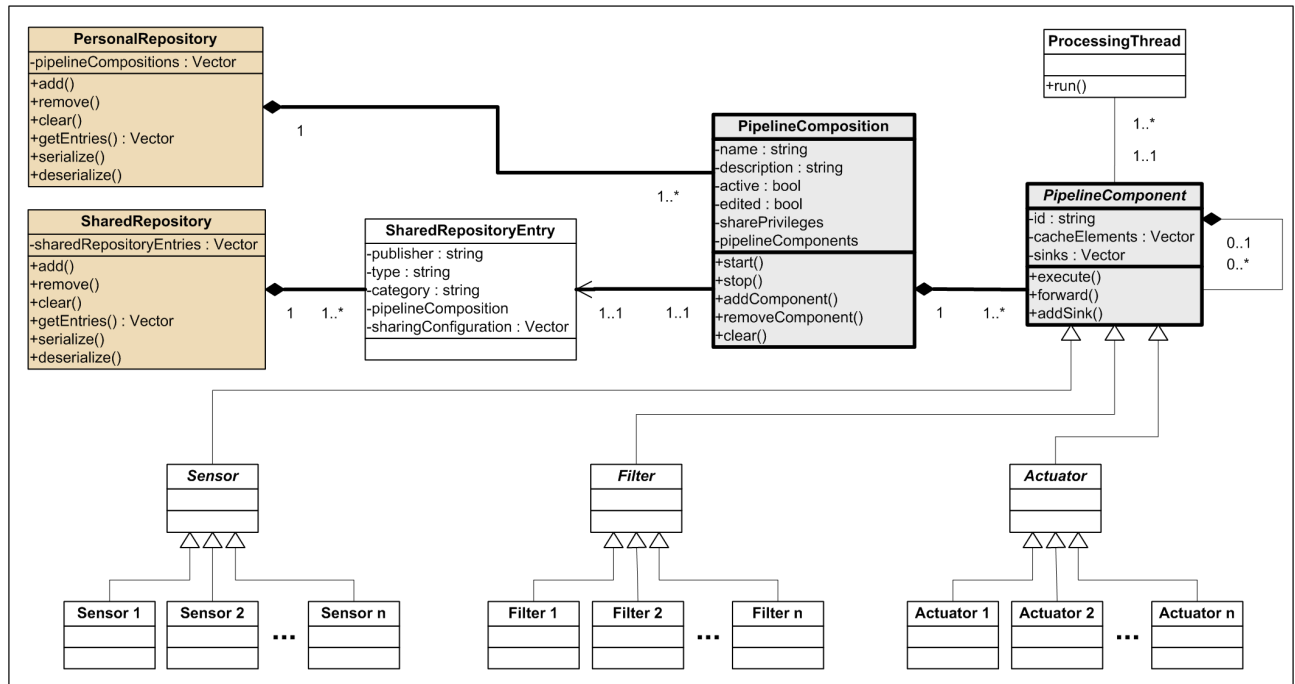 PersonalRepository
-pipelineCompositions : Vector
+add()
+remove()
+clear()
+getEntries() : Vector
+serialize()
+deserialize()
1
1..*
SharedRepository
-sharedRepositoryEntries : Vector
+add()
+remove()
+clear()
+getEntries() : Vector
+serialize()
+deserialize()
1
1..*
SharedRepositoryEntry
-publisher : string
-type : string
-category : string
-pipelineComposition
-sharingConfiguration : Vector
1..1
1..1
PipelineComposition
-name : string
-description : string
-active : bool
-edited : bool
-sharePrivileges
-pipelineComponents
+start()
+stop()
+addComponent()
+removeComponent()
+clear()
1
1..*
ProcessingThread
+run()
1..*
1..1
PipelineComponent
-id : string
-cacheElements : Vector
-sinks : Vector
+execute()
+forward()
+addSink()
0..1
0..*
Sensor
Filter
Actuator
Sensor 1
Sensor 2
...
Sensor n
Filter 1
Filter 2
...
Filter n
Actuator 1
Actuator 2
...
Actuator n